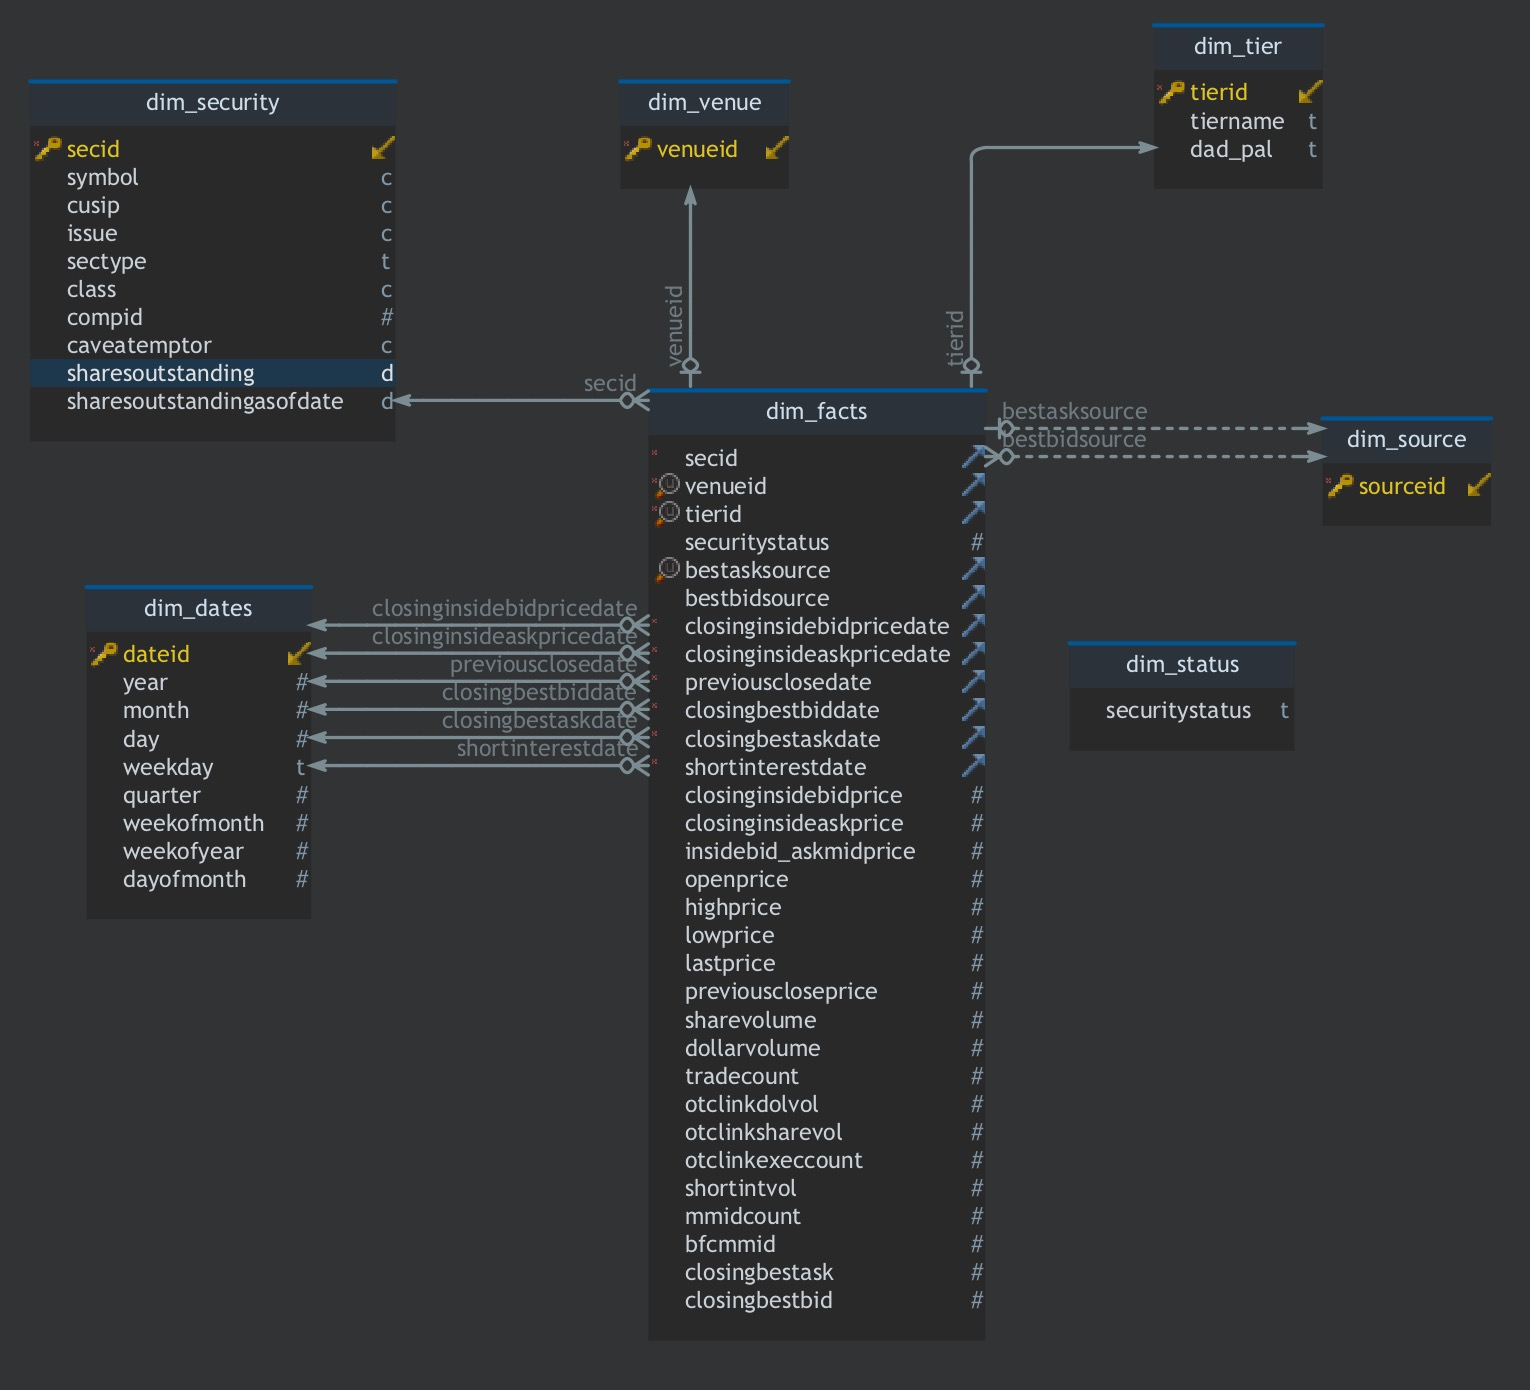 dim_security
secid
symbol c
cusip c
issue c
sectype t
class c
compid #
caveatemptor c
sharesoutstanding d
sharesoutstandingasofdate d
dim_venue
venueid
dim_tier
tierid
tiername t
dad_pal t
venueid
tierid
secid
dim_facts
secid
venueid
tierid
securitystatus #
bestasksource
bestbidsource
closinginsidebidpricedate
closinginsideaskpricedate
previousclosedate
closingbestbiddate
closingbestaskdate
shortinterestdate
closinginsidebidprice #
closinginsideaskprice #
insidebid_askmidprice #
openprice #
highprice #
lowprice #
lastprice #
previouscloseprice #
sharevolume #
dollarvolume #
tradecount #
otclinkdolvol #
otclinksharevol #
otclinkexeccount #
shortintvol #
mmidcount #
bfcmmid #
closingbestask #
closingbestbid #
bestasksource
bestbidsource
dim_source
sourceid
dim_dates
dateid
year #
month #
day #
weekday t
quarter #
weekofmonth #
weekofyear #
dayofmonth #
closinginsidebidpricedate
closinginsideaskpricedate
previousclosedate
closingbestbiddate
closingbestaskdate
shortinterestdate
dim_status
securitystatus t